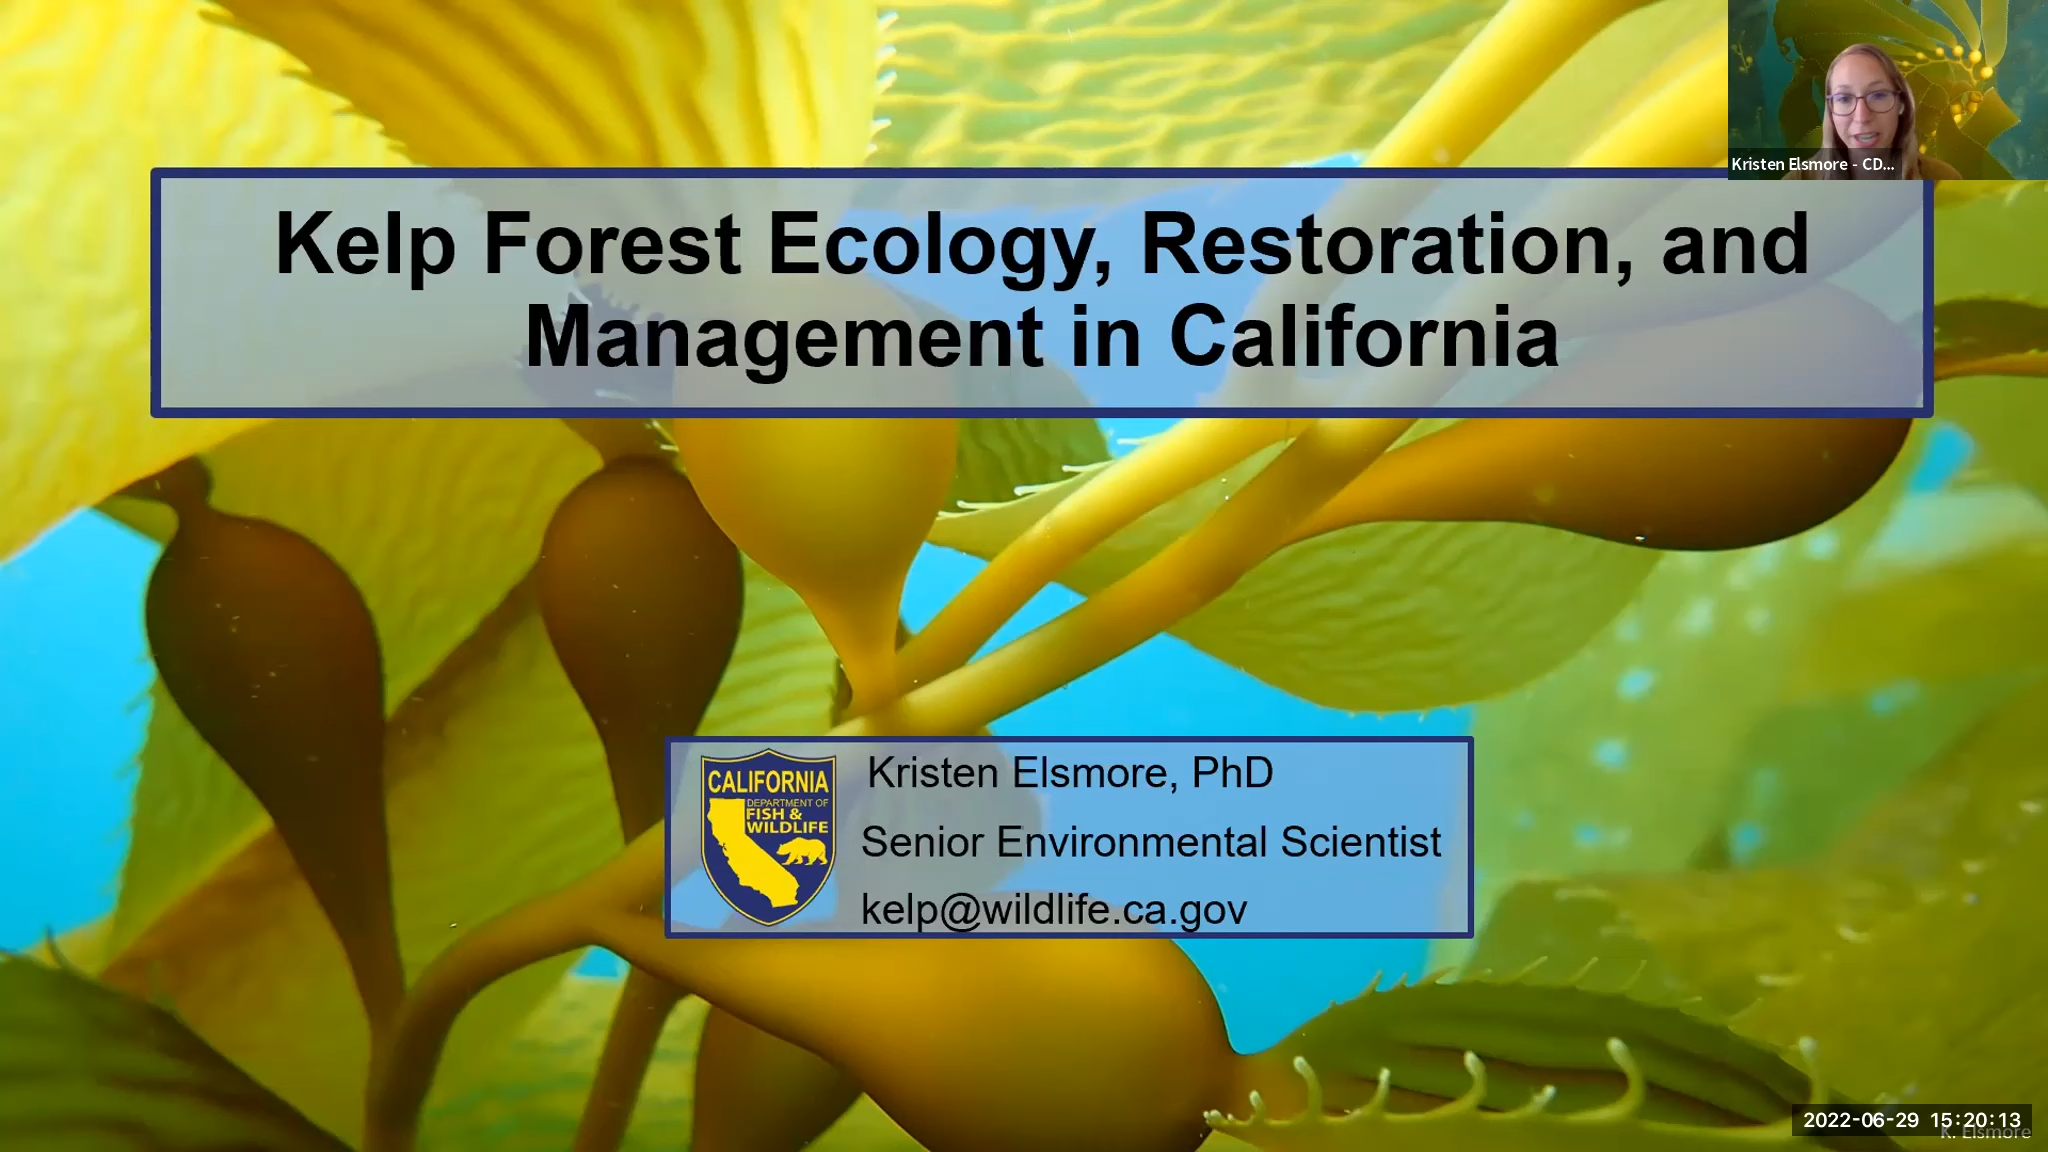 Kristen Elsmore - CD...
Kelp Forest Ecology, Restoration, and
Management in California
CALIFORNIA
DEPARTMENT OF
FISH &
WILDLIFE
Kristen Elsmore, PhD
Senior Environmental Scientist
kelp@wildlife.ca.gov
2022-06-29 15:20:13
K. Elsmore